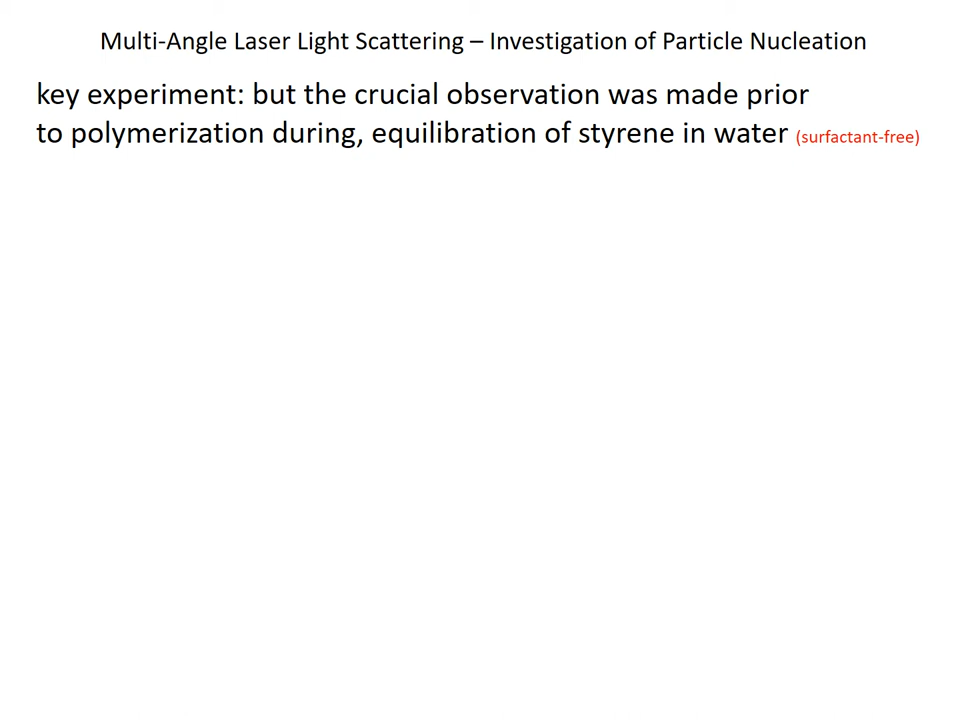 Multi-Angle Laser Light Scattering – Investigation of Particle Nucleation
key experiment: but the crucial observation was made prior
to polymerization during, equilibration of styrene in water (surfactant-free)